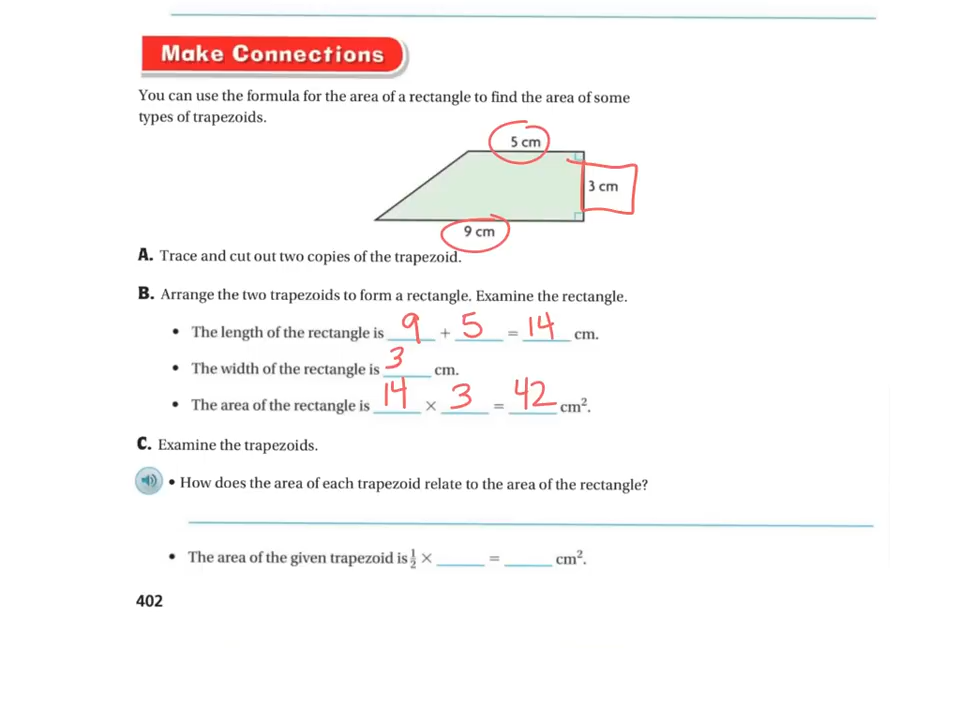 Make Connections
You can use the formula for the area of a rectangle to find the area of some
types of trapezoids.
5 cm
3 cm
9 cm
A. Trace and cut out two copies of the trapezoid.
B. Arrange the two trapezoids to form a rectangle. Examine the rectangle.
• The length of the rectangle is 9 + 5 = 14 cm.
• The width of the rectangle is 3 cm.
• The area of the rectangle is 14 × 3 = 42 cm².
C. Examine the trapezoids.
• How does the area of each trapezoid relate to the area of the rectangle?
• The area of the given trapezoid is ½ × ____ = ____ cm².
402